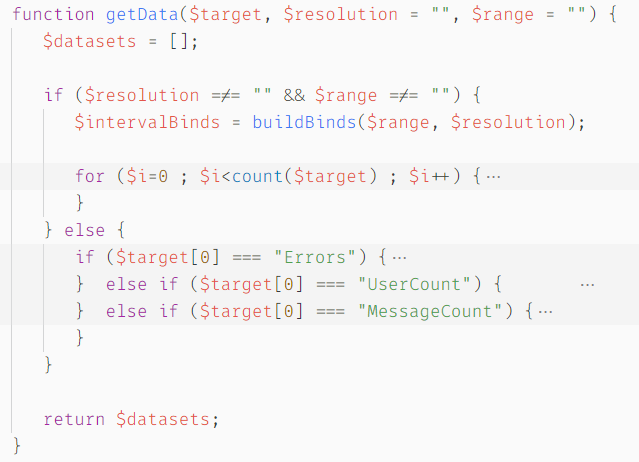 function getData($target, $resolution = "", $range = "") {
$datasets = [];
if ($resolution !== "" && $range !== "") {
$intervalBinds = buildBinds($range, $resolution);
for ($i=0 ; $i<count($target) ; $i++) {…
}
} else {
if ($target[0] === "Errors") {…
} else if ($target[0] === "UserCount") { …
} else if ($target[0] === "MessageCount") {…
}
}
return $datasets;
}